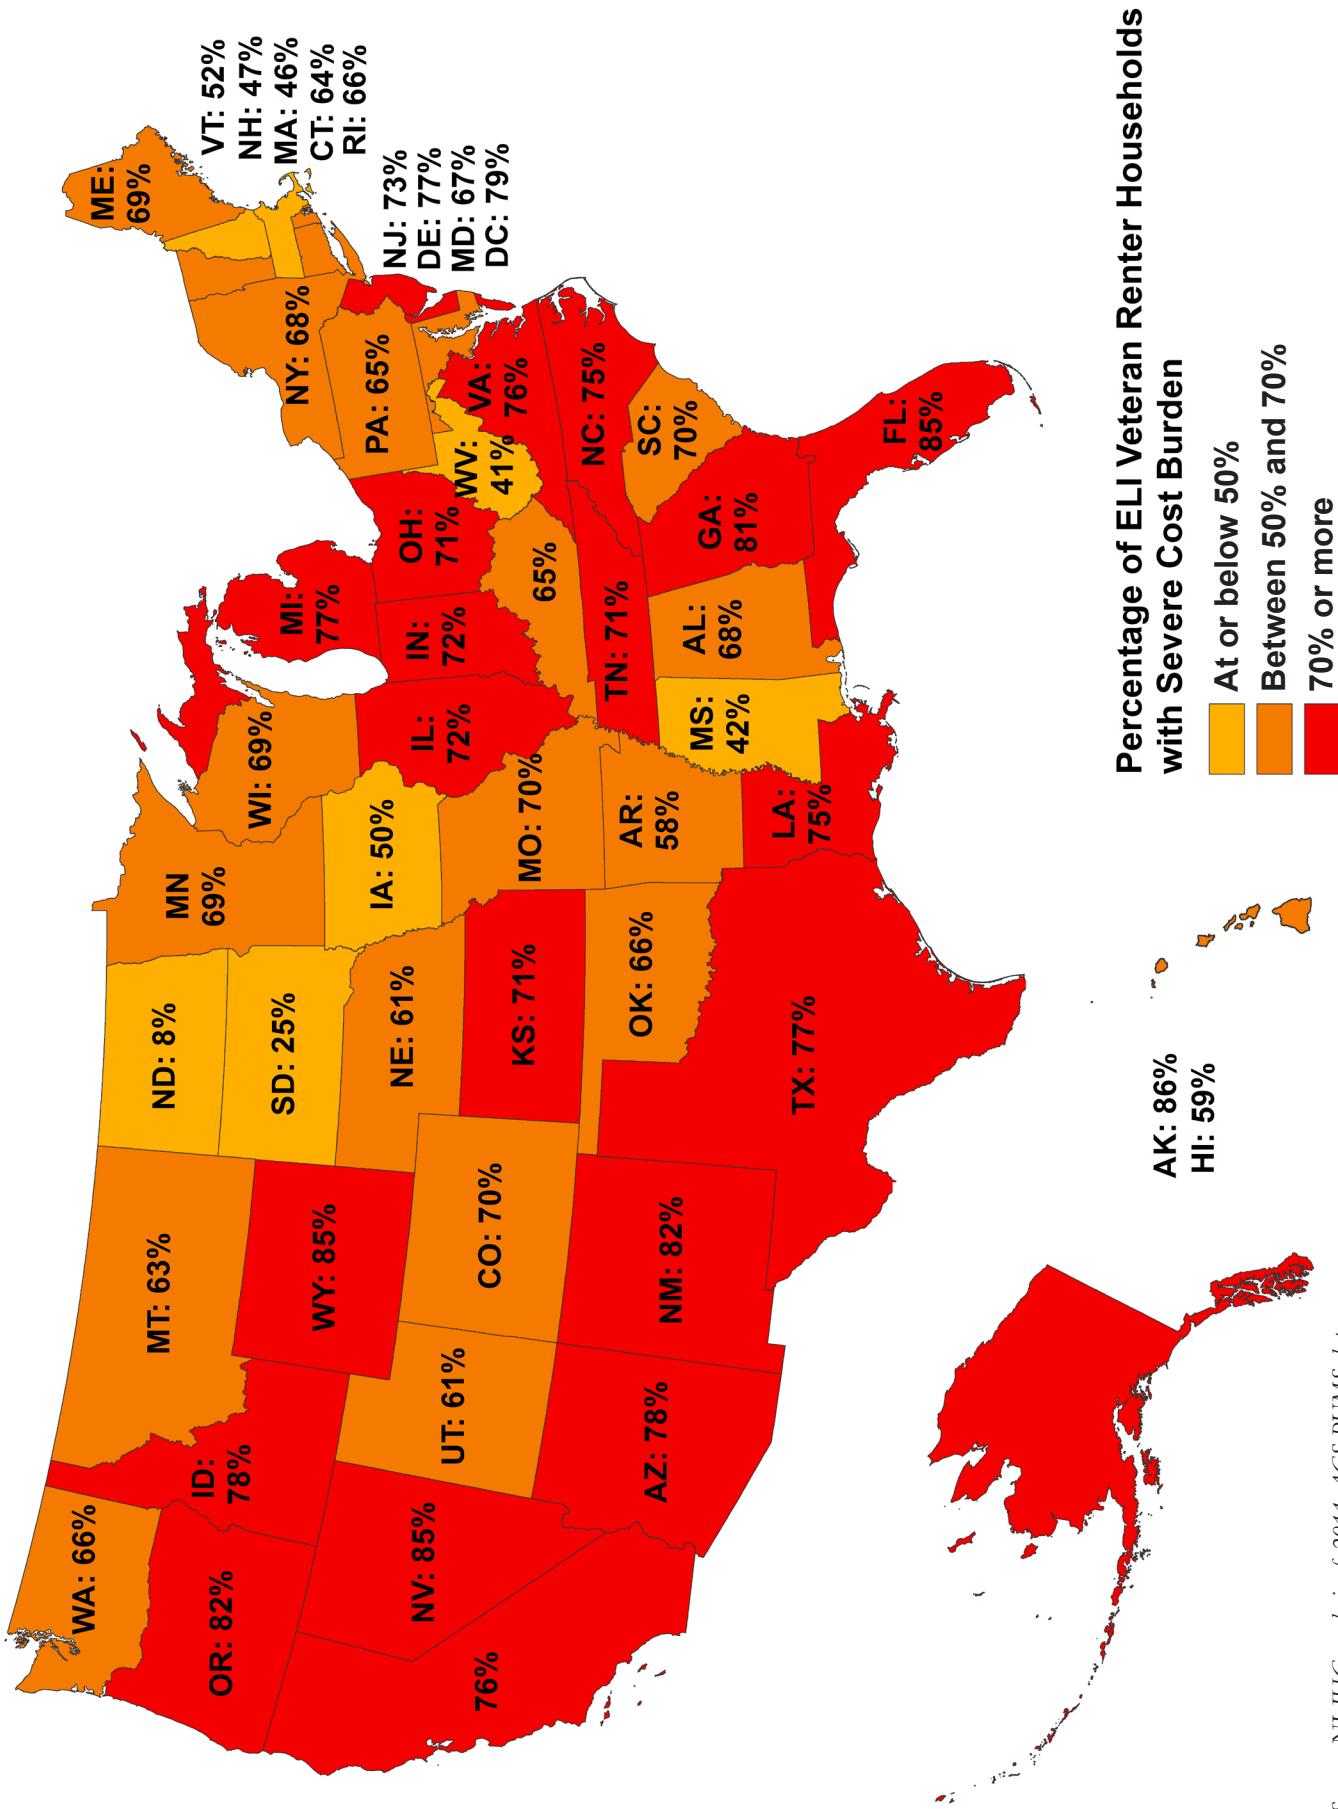 WA: 66%
OR: 82%
76%
NV: 85%
ID:
78%
MT: 63%
WY: 85%
UT: 61%
AZ: 78%
CO: 70%
NM: 82%
ND: 8%
SD: 25%
NE: 61%
KS: 71%
OK: 66%
TX: 77%
MN
69%
IA: 50%
MO: 70%
AR:
58%
LA:
75%
WI: 69%
IL:
72%
MS:
42%
MI:
77%
IN:
72%
OH:
71%
65%
TN: 71%
AL:
68%
GA:
81%
FL:
85%
SC:
70%
NC: 75%
VA:
76%
WV:
41%
PA: 65%
NY: 68%
ME:
69%
VT: 52%
NH: 47%
MA: 46%
CT: 64%
RI: 66%
NJ: 73%
DE: 77%
MD: 67%
DC: 79%
AK: 86%
HI: 59%
Percentage of ELI Veteran Renter Households
with Severe Cost Burden
At or below 50%
Between 50% and 70%
70% or more